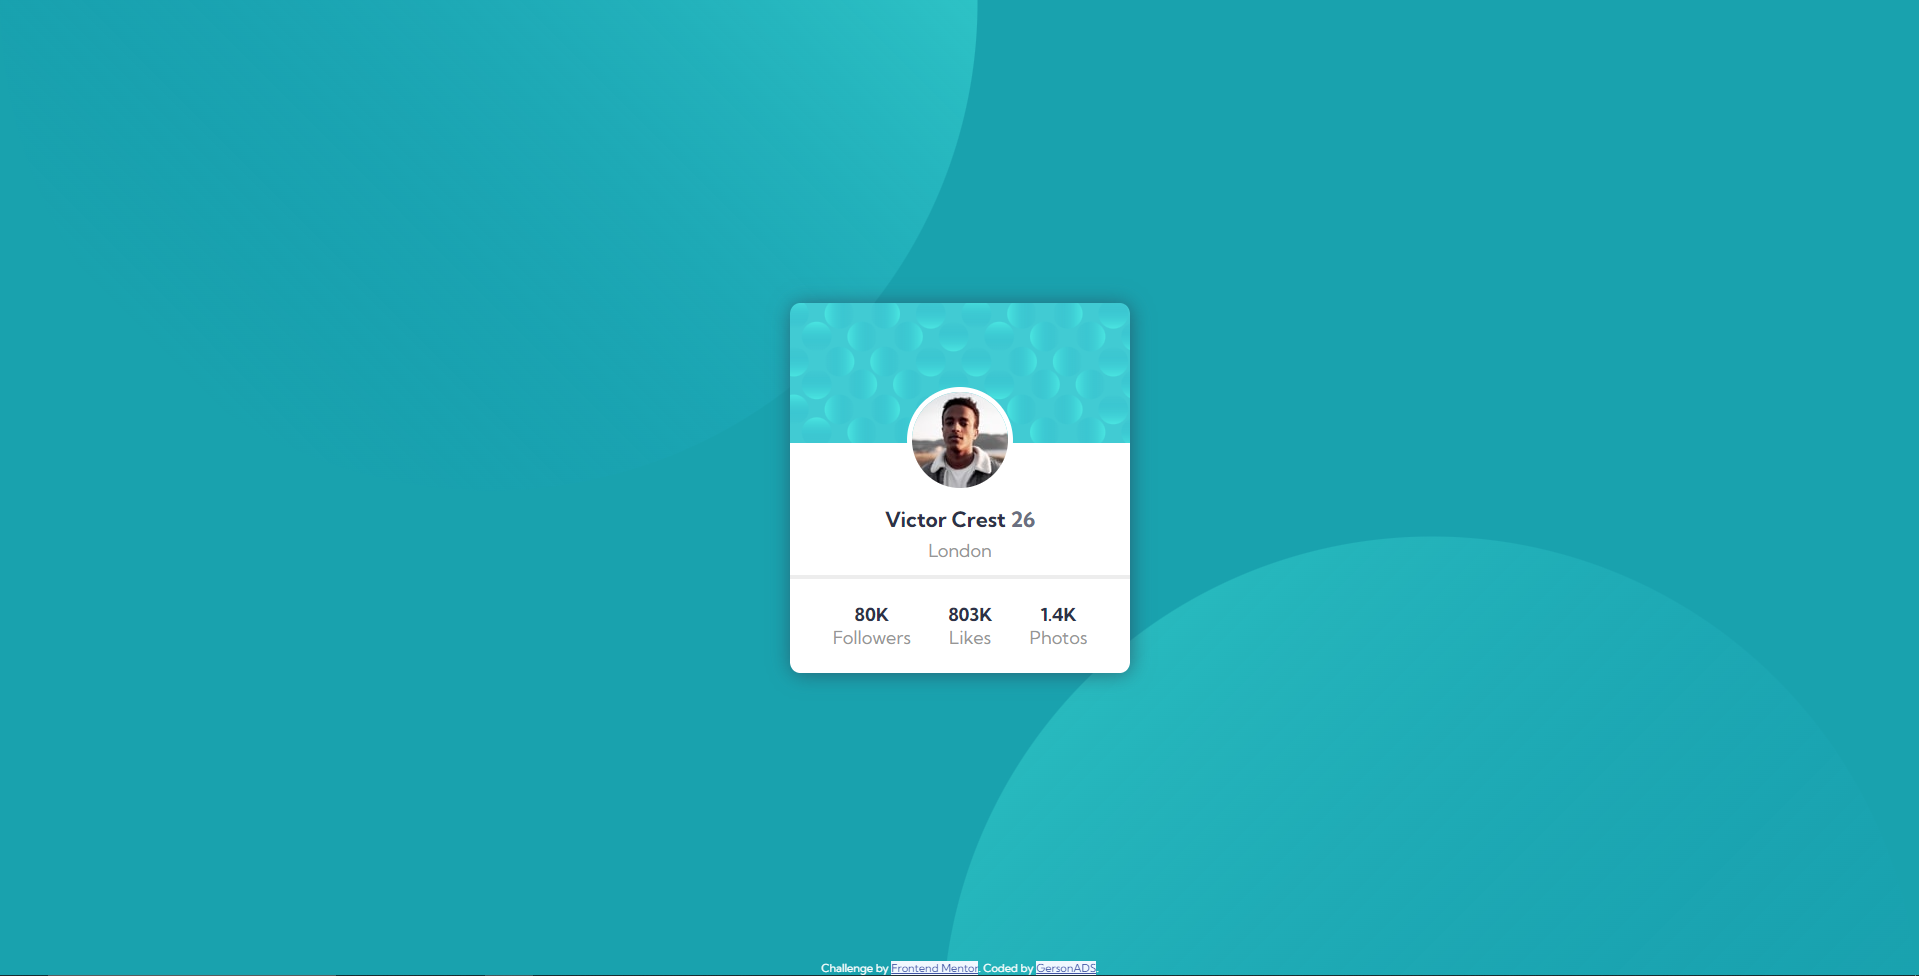 Victor Crest 26
London
80K 803K 1.4K
Followers Likes Photos
Challenge by Frontend Mentor. Coded by GersonADS.